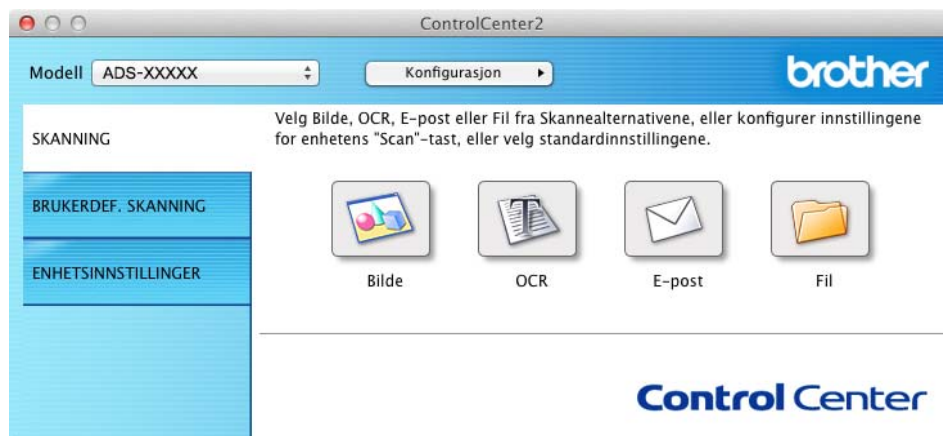 ControlCenter2
Modell ADS-XXXXX Konfigurasjon brother
SKANNING
BRUKERDEF. SKANNING
ENHETSINNSTILLINGER
Velg Bilde, OCR, E-post eller Fil fra Skannealternativene, eller konfigurer innstillingene
for enhetens "Scan"-tast, eller velg standardinnstillingene.
Bilde OCR E-post Fil
Control Center